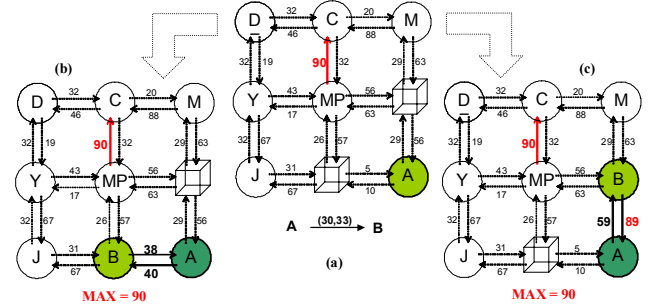 (a)
D 32 C 20 M
46 88
32 19 90 32 29 63
Y 43 MP 56
17 63
32 67 26 57 29 56
J 31 5 A
67 10
A (30,33) B
(b)
D 32 C 20 M
46 88
32 19 90 32 29 63
Y 43 MP 56
17 63
32 67 26 57 29 56
J 31 B 38 A
67 40
MAX = 90
(c)
D 32 C 20 M
46 88
32 19 90 32 29 63
Y 43 MP 56 B
17 63
32 67 26 57 59 89
J 31 5 A
67 10
MAX = 90